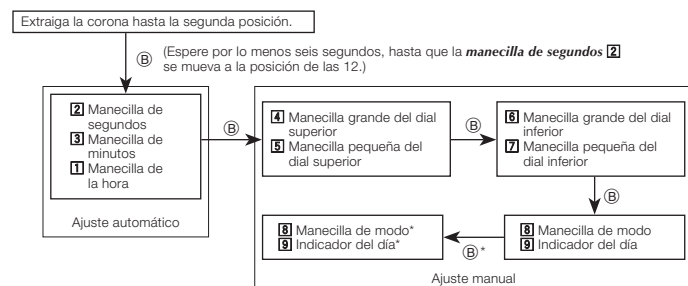 Extraiga la corona hasta la segunda posición.
Ⓑ (Espere por lo menos seis segundos, hasta que la manecilla de segundos 2
se mueva a la posición de las 12.)
2 Manecilla de
segundos
3 Manecilla de
minutos
1 Manecilla de
la hora
Ajuste automático
Ⓑ
4 Manecilla grande del dial
superior
5 Manecilla pequeña del
dial superior
Ⓑ
6 Manecilla grande del dial
inferior
7 Manecilla pequeña del
dial inferior
Ⓑ
8 Manecilla de modo
9 Indicador del día
Ⓑ*
8 Manecilla de modo*
9 Indicador del día*
Ajuste manual